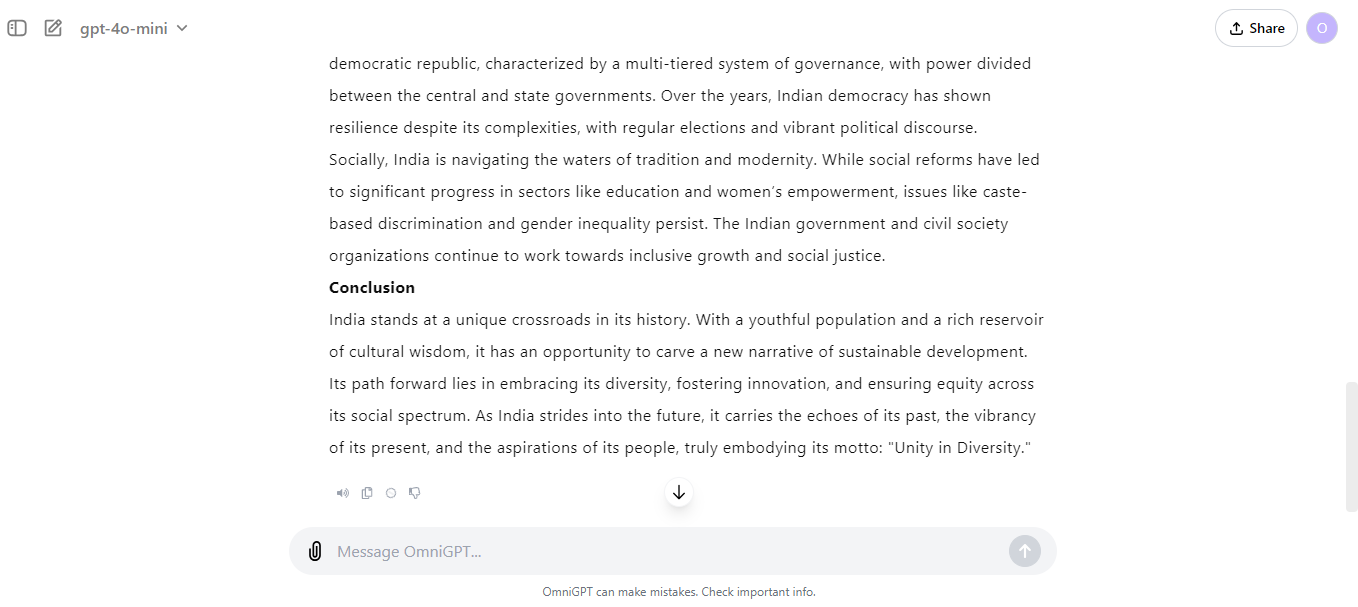 gpt-4o-mini
Share
O
democratic republic, characterized by a multi-tiered system of governance, with power divided
between the central and state governments. Over the years, Indian democracy has shown
resilience despite its complexities, with regular elections and vibrant political discourse.
Socially, India is navigating the waters of tradition and modernity. While social reforms have led
to significant progress in sectors like education and women’s empowerment, issues like caste-
based discrimination and gender inequality persist. The Indian government and civil society
organizations continue to work towards inclusive growth and social justice.
Conclusion
India stands at a unique crossroads in its history. With a youthful population and a rich reservoir
of cultural wisdom, it has an opportunity to carve a new narrative of sustainable development.
Its path forward lies in embracing its diversity, fostering innovation, and ensuring equity across
its social spectrum. As India strides into the future, it carries the echoes of its past, the vibrancy
of its present, and the aspirations of its people, truly embodying its motto: "Unity in Diversity."
Message OmniGPT...
OmniGPT can make mistakes. Check important info.